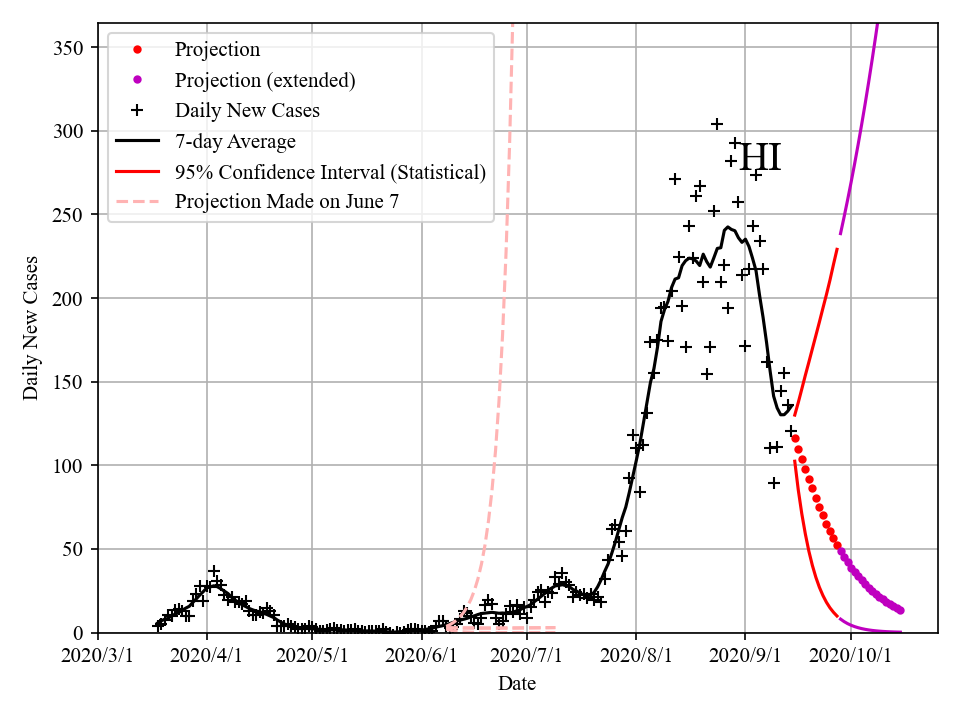 350
300
250
200
150
100
50
0
Daily New Cases
Projection
Projection (extended)
Daily New Cases
7-day Average
95% Confidence Interval (Statistical)
Projection Made on June 7
HI
2020/3/1 2020/4/1 2020/5/1 2020/6/1 2020/7/1 2020/8/1 2020/9/1 2020/10/1
Date